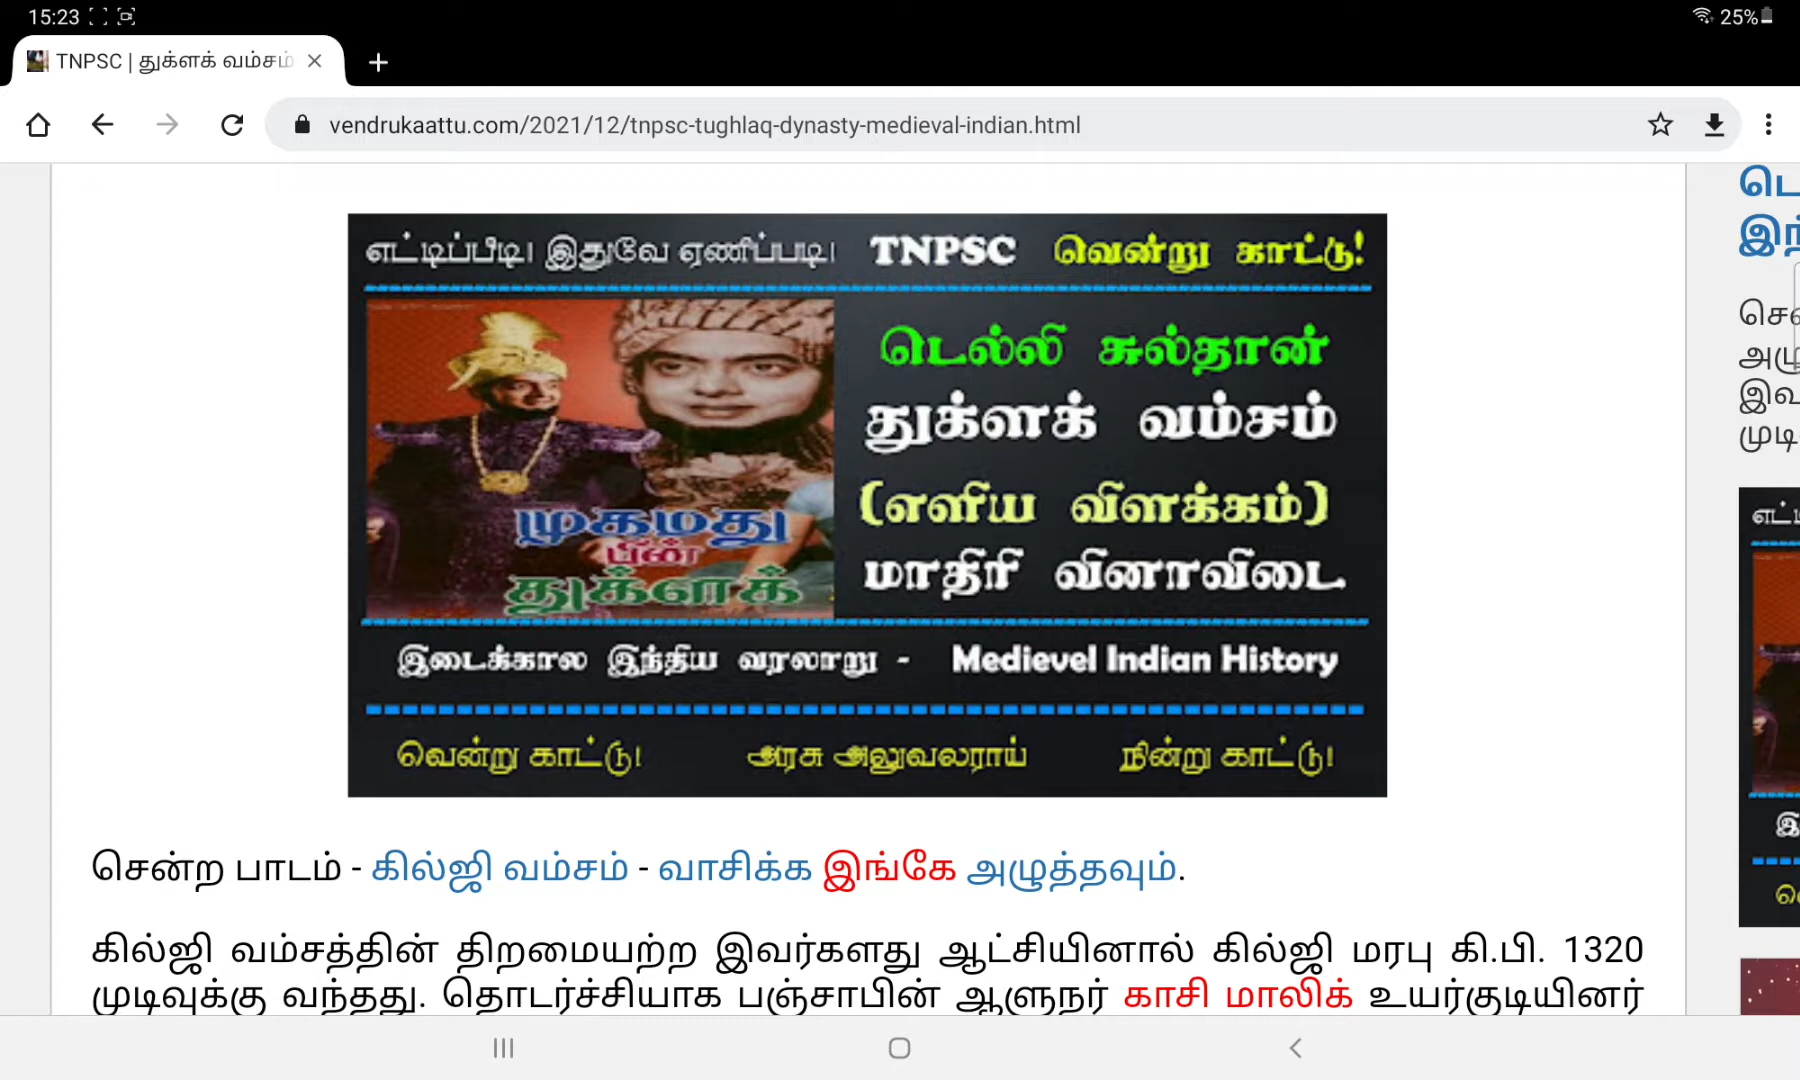 15:23
25%
TNPSC | துக்ளக் வம்சம்
vendrukaattu.com/2021/12/tnpsc-tughlaq-dynasty-medieval-indian.html
எட்டிப்பிடி! இதுவே ஏணிப்படி! TNPSC வென்று காட்டு!
டெல்லி சுல்தான்
துக்ளக் வம்சம்
(எளிய விளக்கம்)
மாதிரி வினாவிடை
முகமது
பின்
துக்ளக்
இடைக்கால இந்திய வரலாறு - Medievel Indian History
வென்று காட்டு! அரசு அலுவலராய் நின்று காட்டு!
சென்ற பாடம் - கில்ஜி வம்சம் - வாசிக்க இங்கே அழுத்தவும்.
கில்ஜி வம்சத்தின் திறமையற்ற இவர்களது ஆட்சியினால் கில்ஜி மரபு கி.பி. 1320
முடிவுக்கு வந்தது. தொடர்ச்சியாக பஞ்சாபின் ஆளுநர் காசி மாலிக் உயர்குடியினர்